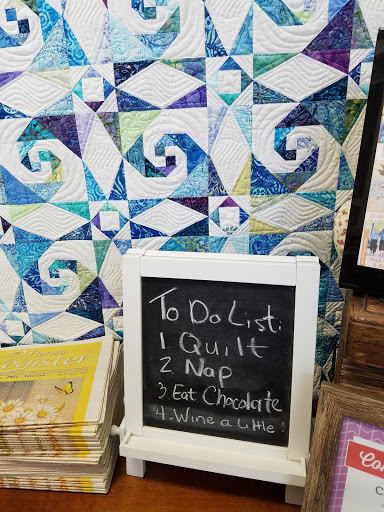 To Do List:
1. Quilt
2. Nap
3. Eat Chocolate
4. Wine a Little!